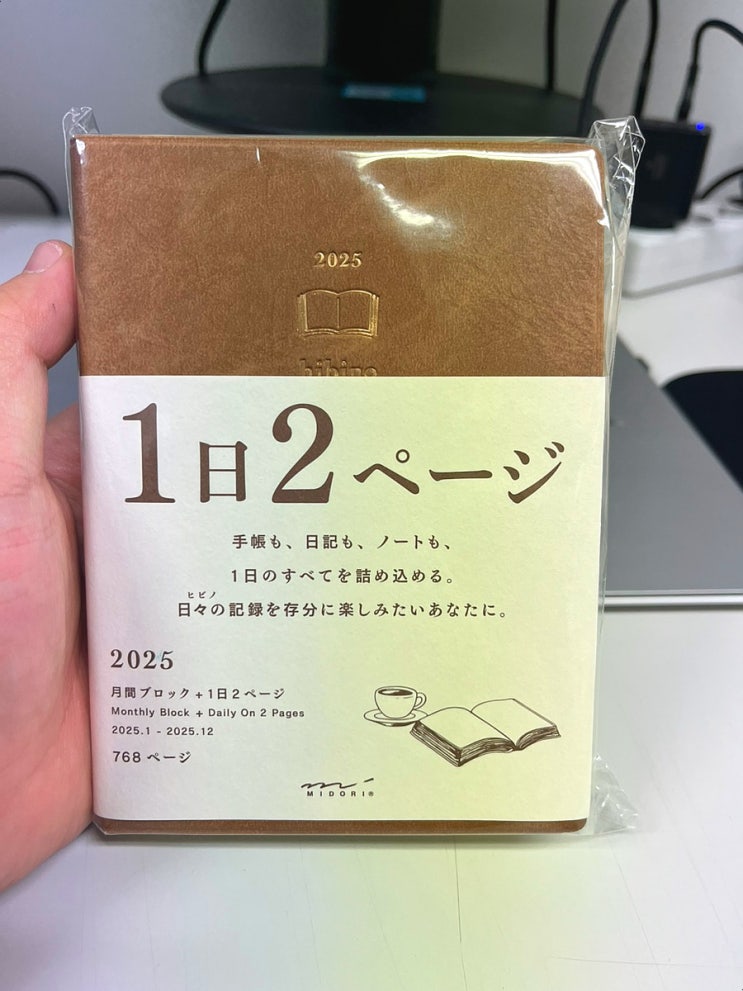 2025
hibino
1日2ページ
手帳も、日記も、ノートも、
1日のすべてを詰め込める。
ヒビノ
日々の記録を存分に楽しみたいあなたに。
2025
月間ブロック+1日2ページ
Monthly Block + Daily On 2 Pages
2025.1 - 2025.12
768 ページ
MIDORI®